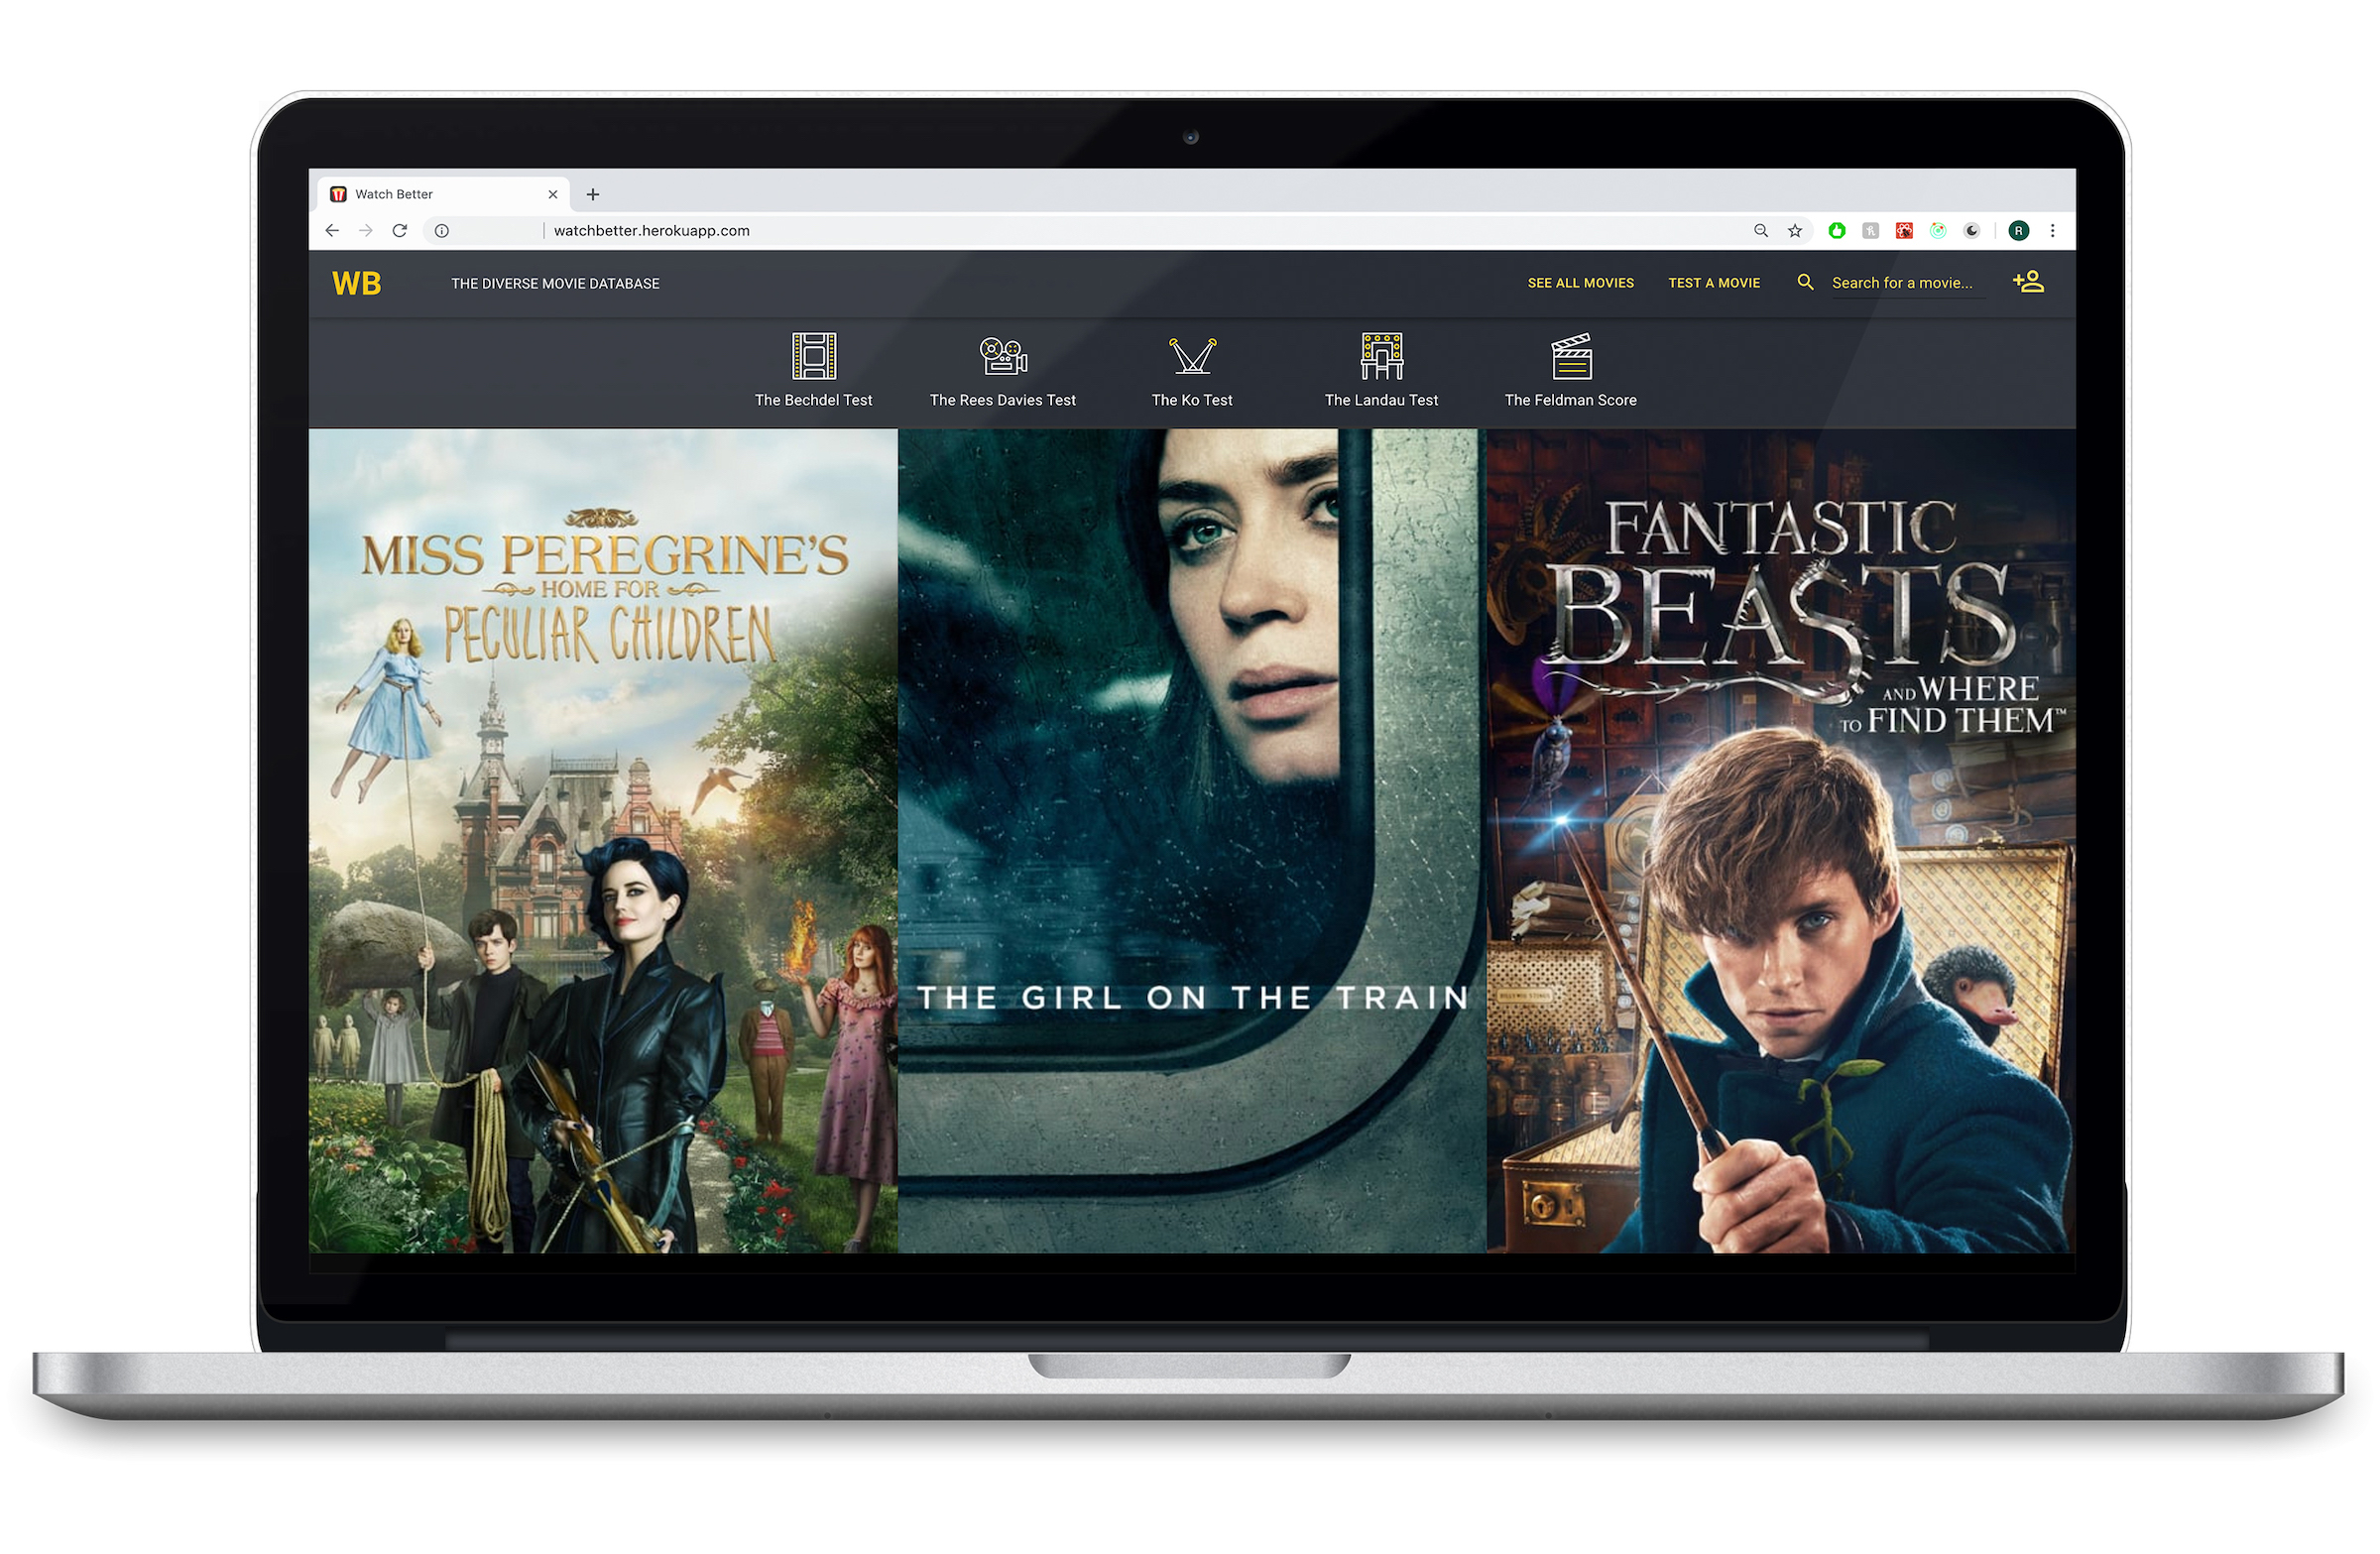 Watch Better
watchbetter.herokuapp.com
R
WB
THE DIVERSE MOVIE DATABASE
SEE ALL MOVIES
TEST A MOVIE
Search for a movie...
The Bechdel Test
The Rees Davies Test
The Ko Test
The Landau Test
The Feldman Score
MISS PEREGRINE'S
HOME FOR
PECULIAR CHILDREN
THE GIRL ON THE TRAIN
FANTASTIC
BEASTS
AND WHERE
TO FIND THEM™